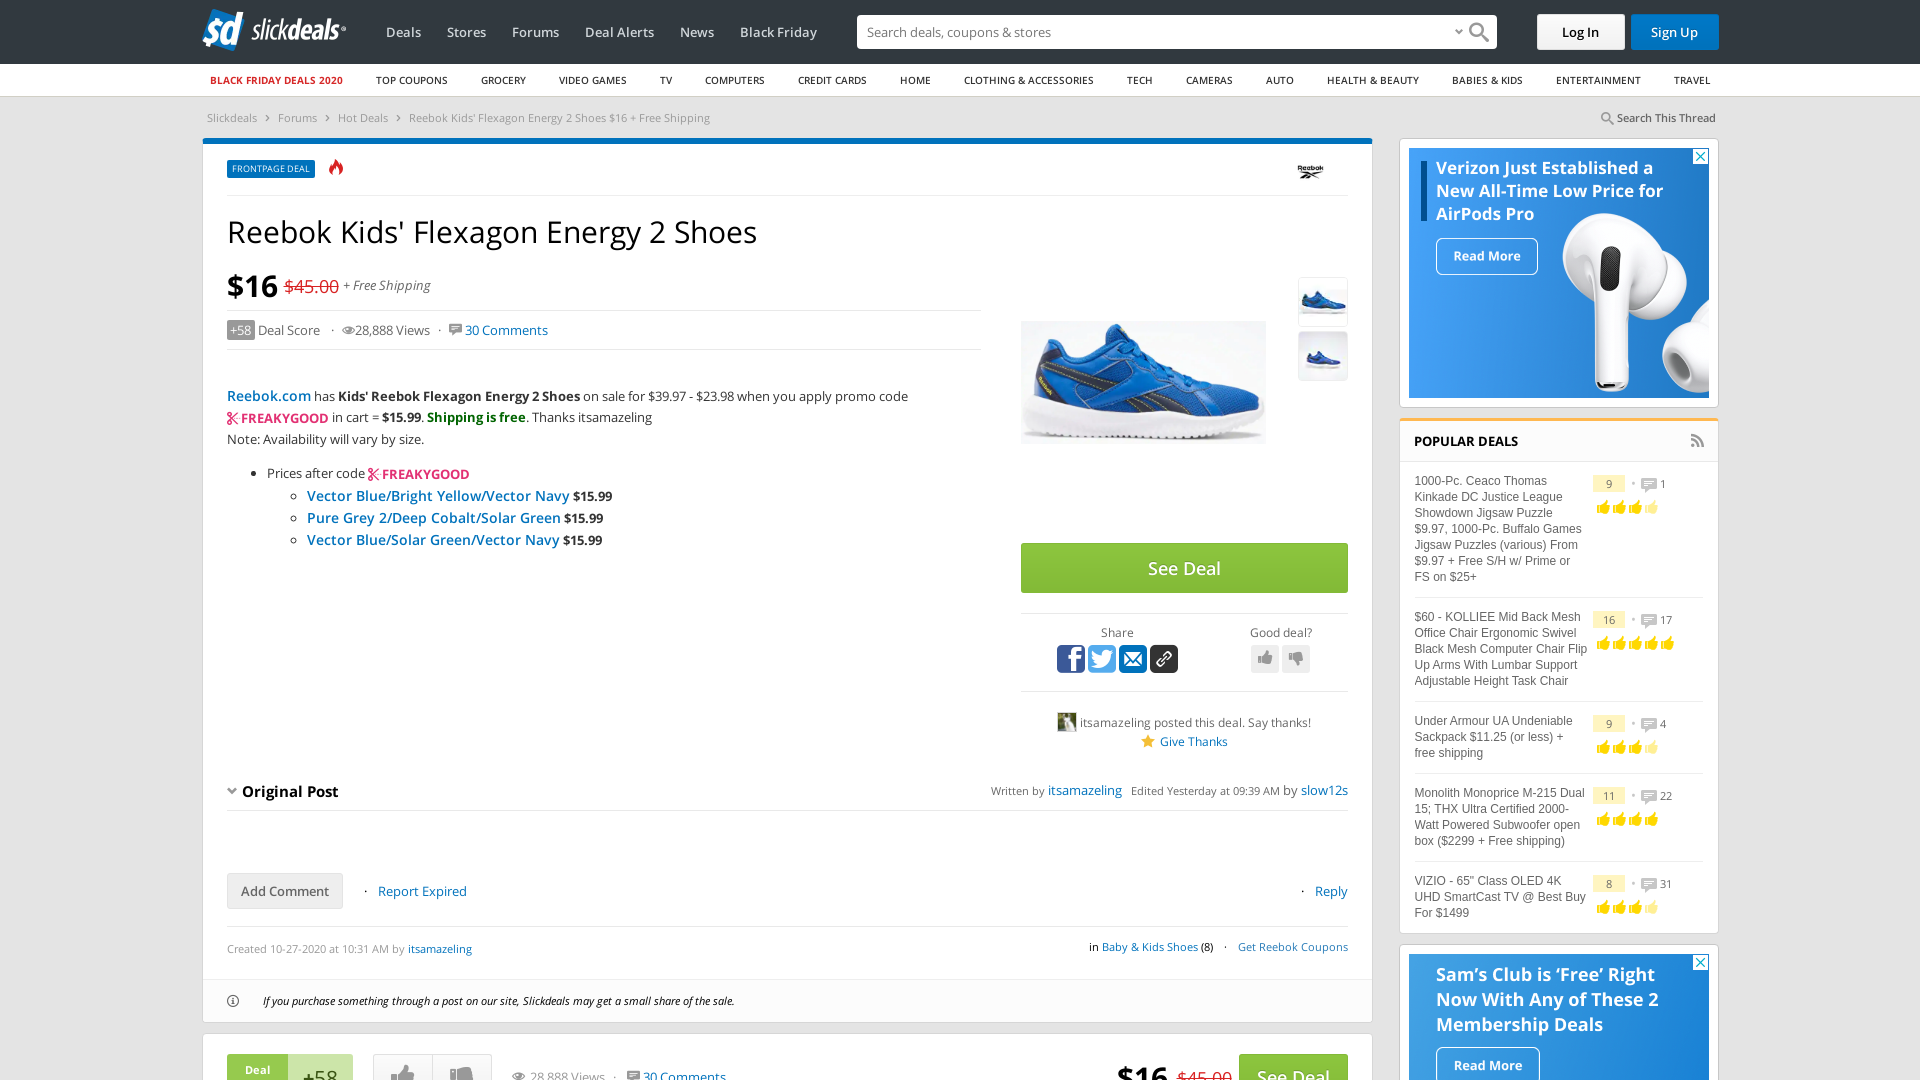 sd slickdeals
Deals
Stores
Forums
Deal Alerts
News
Black Friday
Search deals, coupons & stores
Log In
Sign Up
BLACK FRIDAY DEALS 2020
TOP COUPONS
GROCERY
VIDEO GAMES
TV
COMPUTERS
CREDIT CARDS
HOME
CLOTHING & ACCESSORIES
TECH
CAMERAS
AUTO
HEALTH & BEAUTY
BABIES & KIDS
ENTERTAINMENT
TRAVEL
Slickdeals › Forums › Hot Deals › Reebok Kids' Flexagon Energy 2 Shoes $16 + Free Shipping
Search This Thread
FRONTPAGE DEAL
Reebok
Reebok Kids' Flexagon Energy 2 Shoes
$16 $45.00 + Free Shipping
+58 Deal Score · 28,888 Views · 30 Comments
Reebok.com has Kids' Reebok Flexagon Energy 2 Shoes on sale for $39.97 - $23.98 when you apply promo code
FREAKYGOOD in cart = $15.99. Shipping is free. Thanks itsamazeling
Note: Availability will vary by size.
• Prices after code FREAKYGOOD
Vector Blue/Bright Yellow/Vector Navy $15.99
Pure Grey 2/Deep Cobalt/Solar Green $15.99
Vector Blue/Solar Green/Vector Navy $15.99
See Deal
Share
Good deal?
itsamazeling posted this deal. Say thanks!
Give Thanks
Original Post
Written by itsamazeling Edited Yesterday at 09:39 AM by slow12s
Add Comment
· Report Expired
· Reply
Created 10-27-2020 at 10:31 AM by itsamazeling
in Baby & Kids Shoes (8) · Get Reebok Coupons
If you purchase something through a post on our site, Slickdeals may get a small share of the sale.
Deal
+58
28,888 Views · 30 Comments
$16 $45.00
See Deal
Verizon Just Established a
New All-Time Low Price for
AirPods Pro
Read More
POPULAR DEALS
1000-Pc. Ceaco Thomas
Kinkade DC Justice League
Showdown Jigsaw Puzzle
$9.97, 1000-Pc. Buffalo Games
Jigsaw Puzzles (various) From
$9.97 + Free S/H w/ Prime or
FS on $25+
9 • 1
$60 - KOLLIEE Mid Back Mesh
Office Chair Ergonomic Swivel
Black Mesh Computer Chair Flip
Up Arms With Lumbar Support
Adjustable Height Task Chair
16 • 17
Under Armour UA Undeniable
Sackpack $11.25 (or less) +
free shipping
9 • 4
Monolith Monoprice M-215 Dual
15; THX Ultra Certified 2000-
Watt Powered Subwoofer open
box ($2299 + Free shipping)
11 • 22
VIZIO - 65" Class OLED 4K
UHD SmartCast TV @ Best Buy
For $1499
8 • 31
Sam's Club is ‘Free’ Right
Now With Any of These 2
Membership Deals
Read More